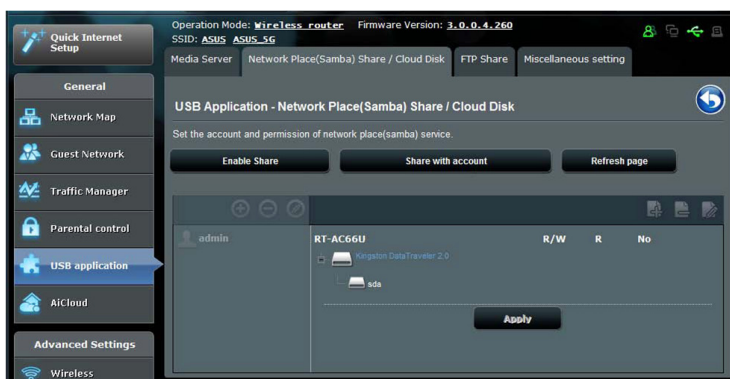 Quick Internet
Setup
Operation Mode: Wireless router Firmware Version: 3.0.0.4.260
SSID: ASUS ASUS_5G
Media Server Network Place(Samba) Share / Cloud Disk FTP Share Miscellaneous setting
General
Network Map
Guest Network
Traffic Manager
Parental control
USB application
AiCloud
Advanced Settings
Wireless
USB Application - Network Place(Samba) Share / Cloud Disk
Set the account and permission of network place(samba) service.
Enable Share Share with account Refresh page
admin
RT-AC66U R/W R No
Kingston DataTraveler 2.0
sda
Apply